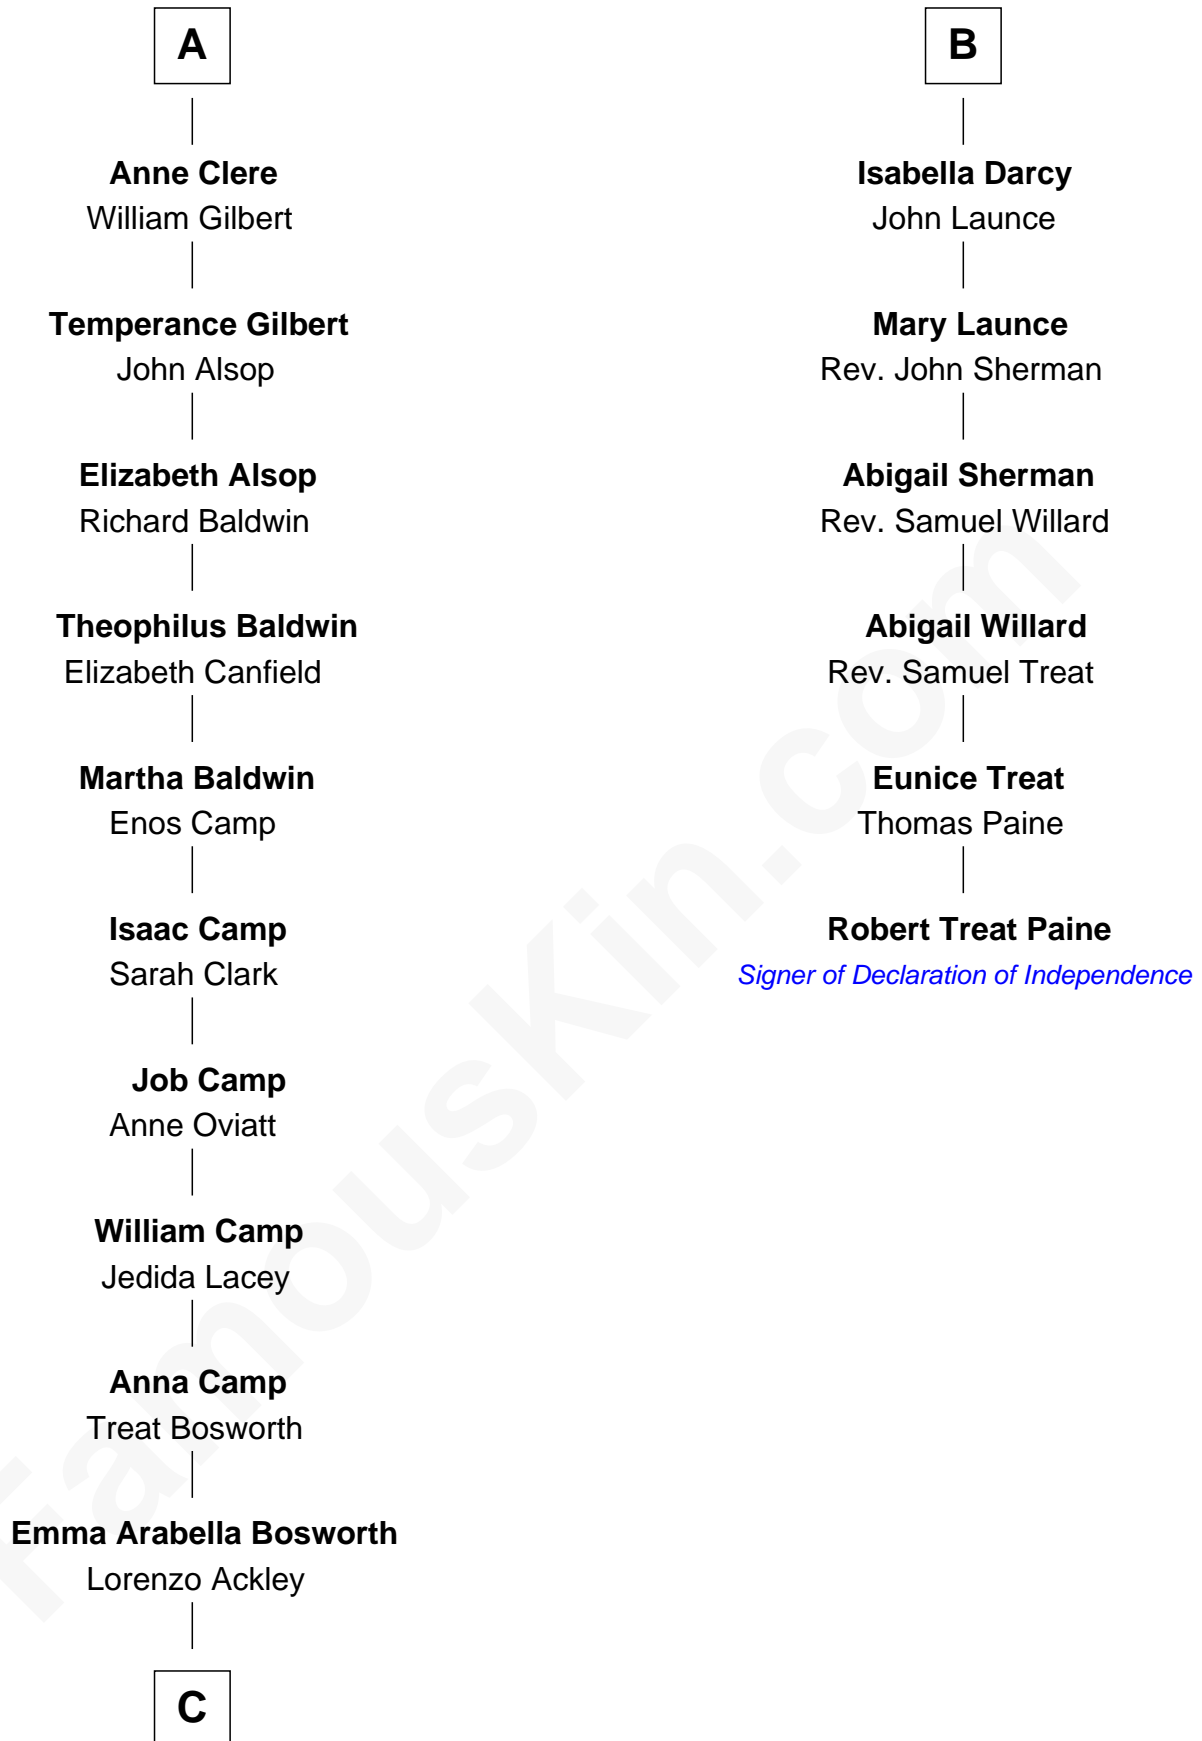 A
Anne Clere
William Gilbert
Temperance Gilbert
John Alsop
Elizabeth Alsop
Richard Baldwin
Theophilus Baldwin
Elizabeth Canfield
Martha Baldwin
Enos Camp
Isaac Camp
Sarah Clark
Job Camp
Anne Oviatt
William Camp
Jedida Lacey
Anna Camp
Treat Bosworth
Emma Arabella Bosworth
Lorenzo Ackley
C
B
Isabella Darcy
John Launce
Mary Launce
Rev. John Sherman
Abigail Sherman
Rev. Samuel Willard
Abigail Willard
Rev. Samuel Treat
Eunice Treat
Thomas Paine
Robert Treat Paine
Signer of Declaration of Independence
FamousKin.com